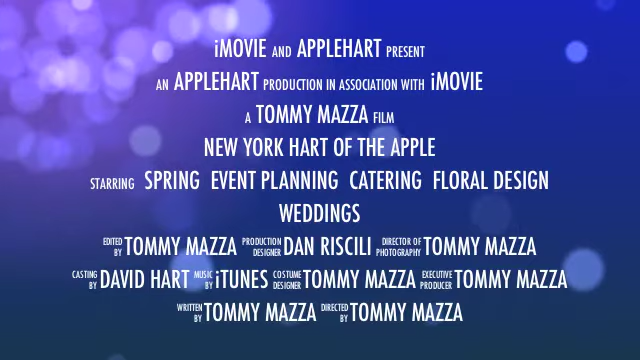 iMOVIE AND APPLEHART PRESENT
AN APPLEHART PRODUCTION IN ASSOCIATION WITH iMOVIE
A TOMMY MAZZA FILM
NEW YORK HART OF THE APPLE
STARRING SPRING EVENT PLANNING CATERING FLORAL DESIGN
WEDDINGS
EDITED BY TOMMY MAZZA PRODUCTION DESIGNER DAN RISCILI DIRECTOR OF PHOTOGRAPHY TOMMY MAZZA
CASTING BY DAVID HART MUSIC BY iTUNES COSTUME DESIGNER TOMMY MAZZA EXECUTIVE PRODUCER TOMMY MAZZA
WRITTEN BY TOMMY MAZZA DIRECTED BY TOMMY MAZZA